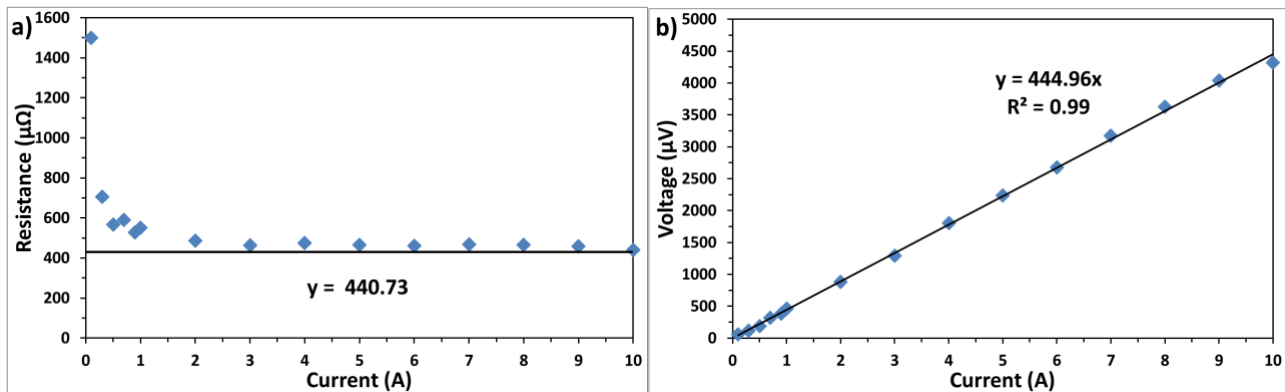 a)
1600
1400
1200
1000
800
600
400
200
0
Resistance (µΩ)
y = 440.73
0 1 2 3 4 5 6 7 8 9 10
Current (A)
b)
5000
4500
4000
3500
3000
2500
2000
1500
1000
500
0
Voltage (µV)
y = 444.96x
R² = 0.99
0 1 2 3 4 5 6 7 8 9 10
Current (A)